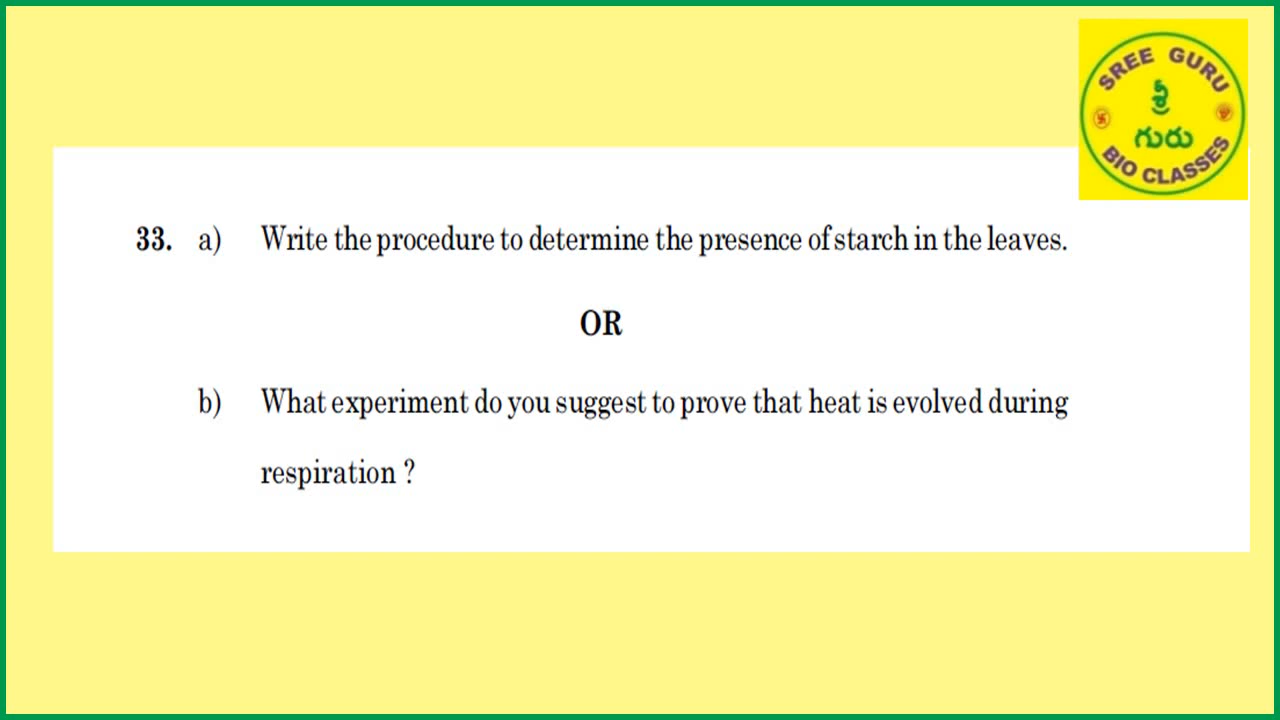 SREE GURU
శ్రీ
గురు
BIO CLASSES
33. a) Write the procedure to determine the presence of starch in the leaves.
OR
b) What experiment do you suggest to prove that heat is evolved during
respiration ?